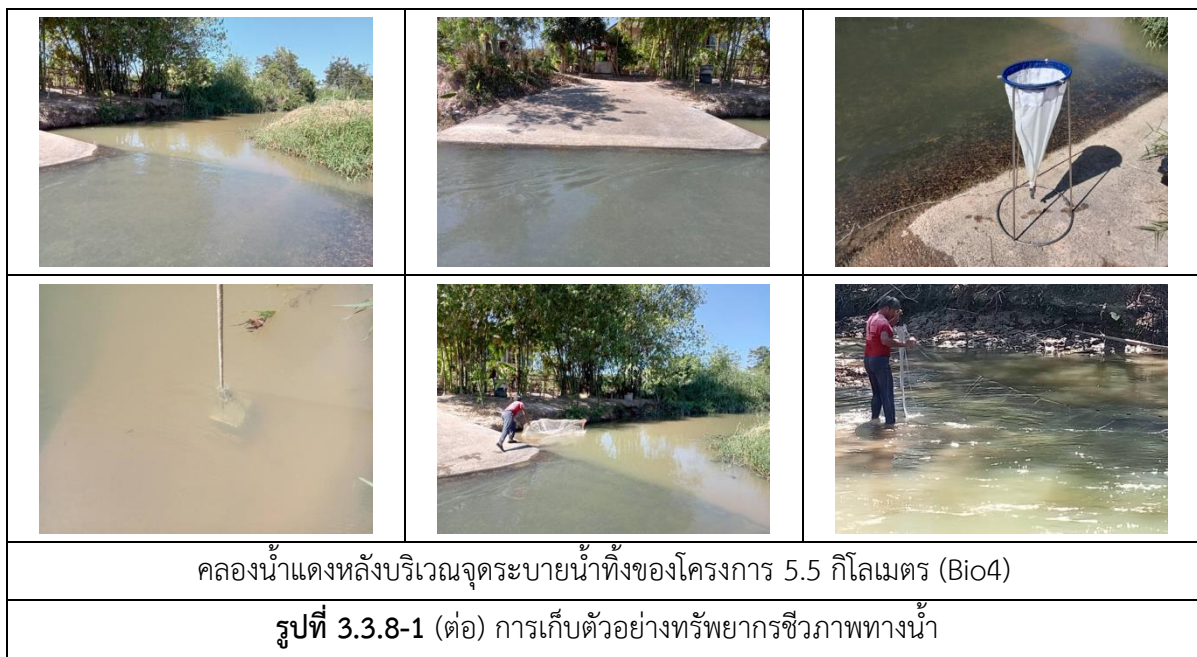 คลองน้ำแดงหลังบริเวณจุดระบายน้ำทิ้งของโครงการ 5.5 กิโลเมตร (Bio4)
รูปที่ 3.3.8-1 (ต่อ) การเก็บตัวอย่างทรัพยากรชีวภาพทางน้ำ